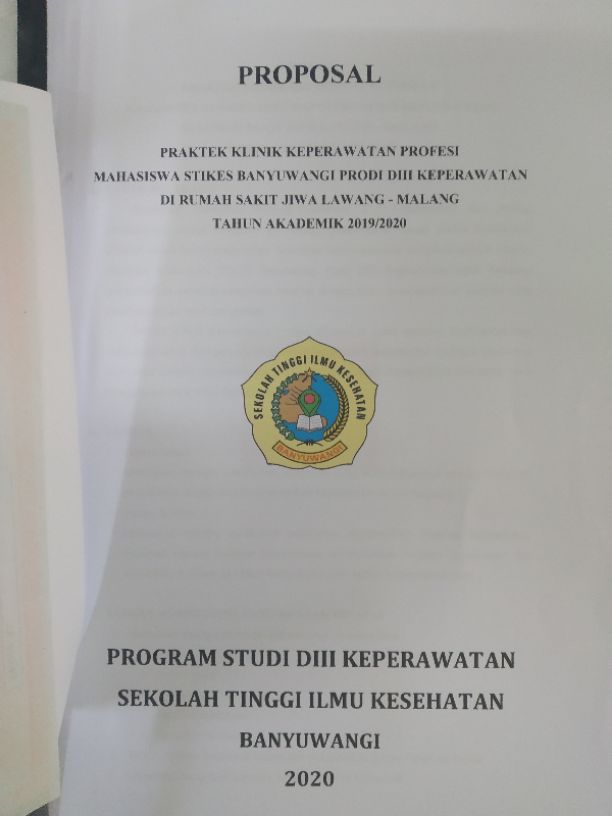 PROPOSAL
PRAKTEK KLINIK KEPERAWATAN PROFESI
MAHASISWA STIKES BANYUWANGI PRODI DIII KEPERAWATAN
DI RUMAH SAKIT JIWA LAWANG - MALANG
TAHUN AKADEMIK 2019/2020
SEKOLAH TINGGI ILMU KESEHATAN
BANYUWANGI
PROGRAM STUDI DIII KEPERAWATAN
SEKOLAH TINGGI ILMU KESEHATAN
BANYUWANGI
2020